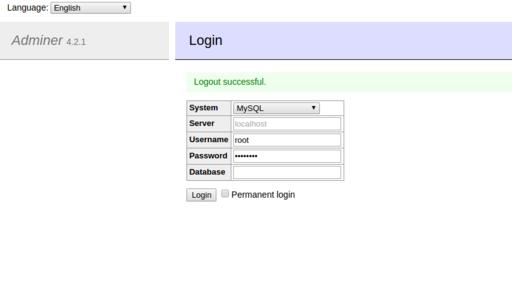 Language: English
Adminer 4.2.1
Login
Logout successful.
System MySQL
Server localhost
Username root
Password ••••••••
Database
Login Permanent login